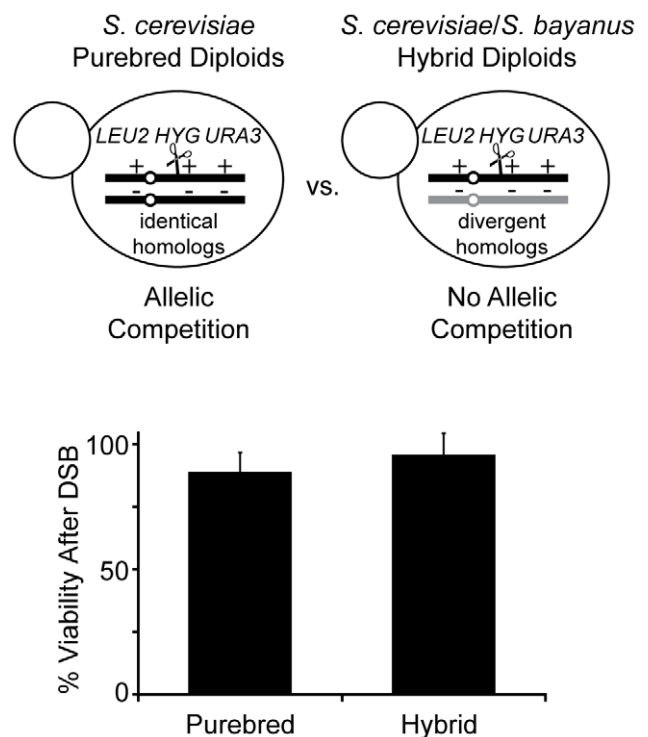 S. cerevisiae
Purebred Diploids
S. cerevisiae/S. bayanus
Hybrid Diploids
LEU2 HYG URA3
+ + +
- - -
identical
homologs
vs.
LEU2 HYG URA3
+ + +
- - -
divergent
homologs
Allelic
Competition
No Allelic
Competition
% Viability After DSB
100
50
0
Purebred
Hybrid